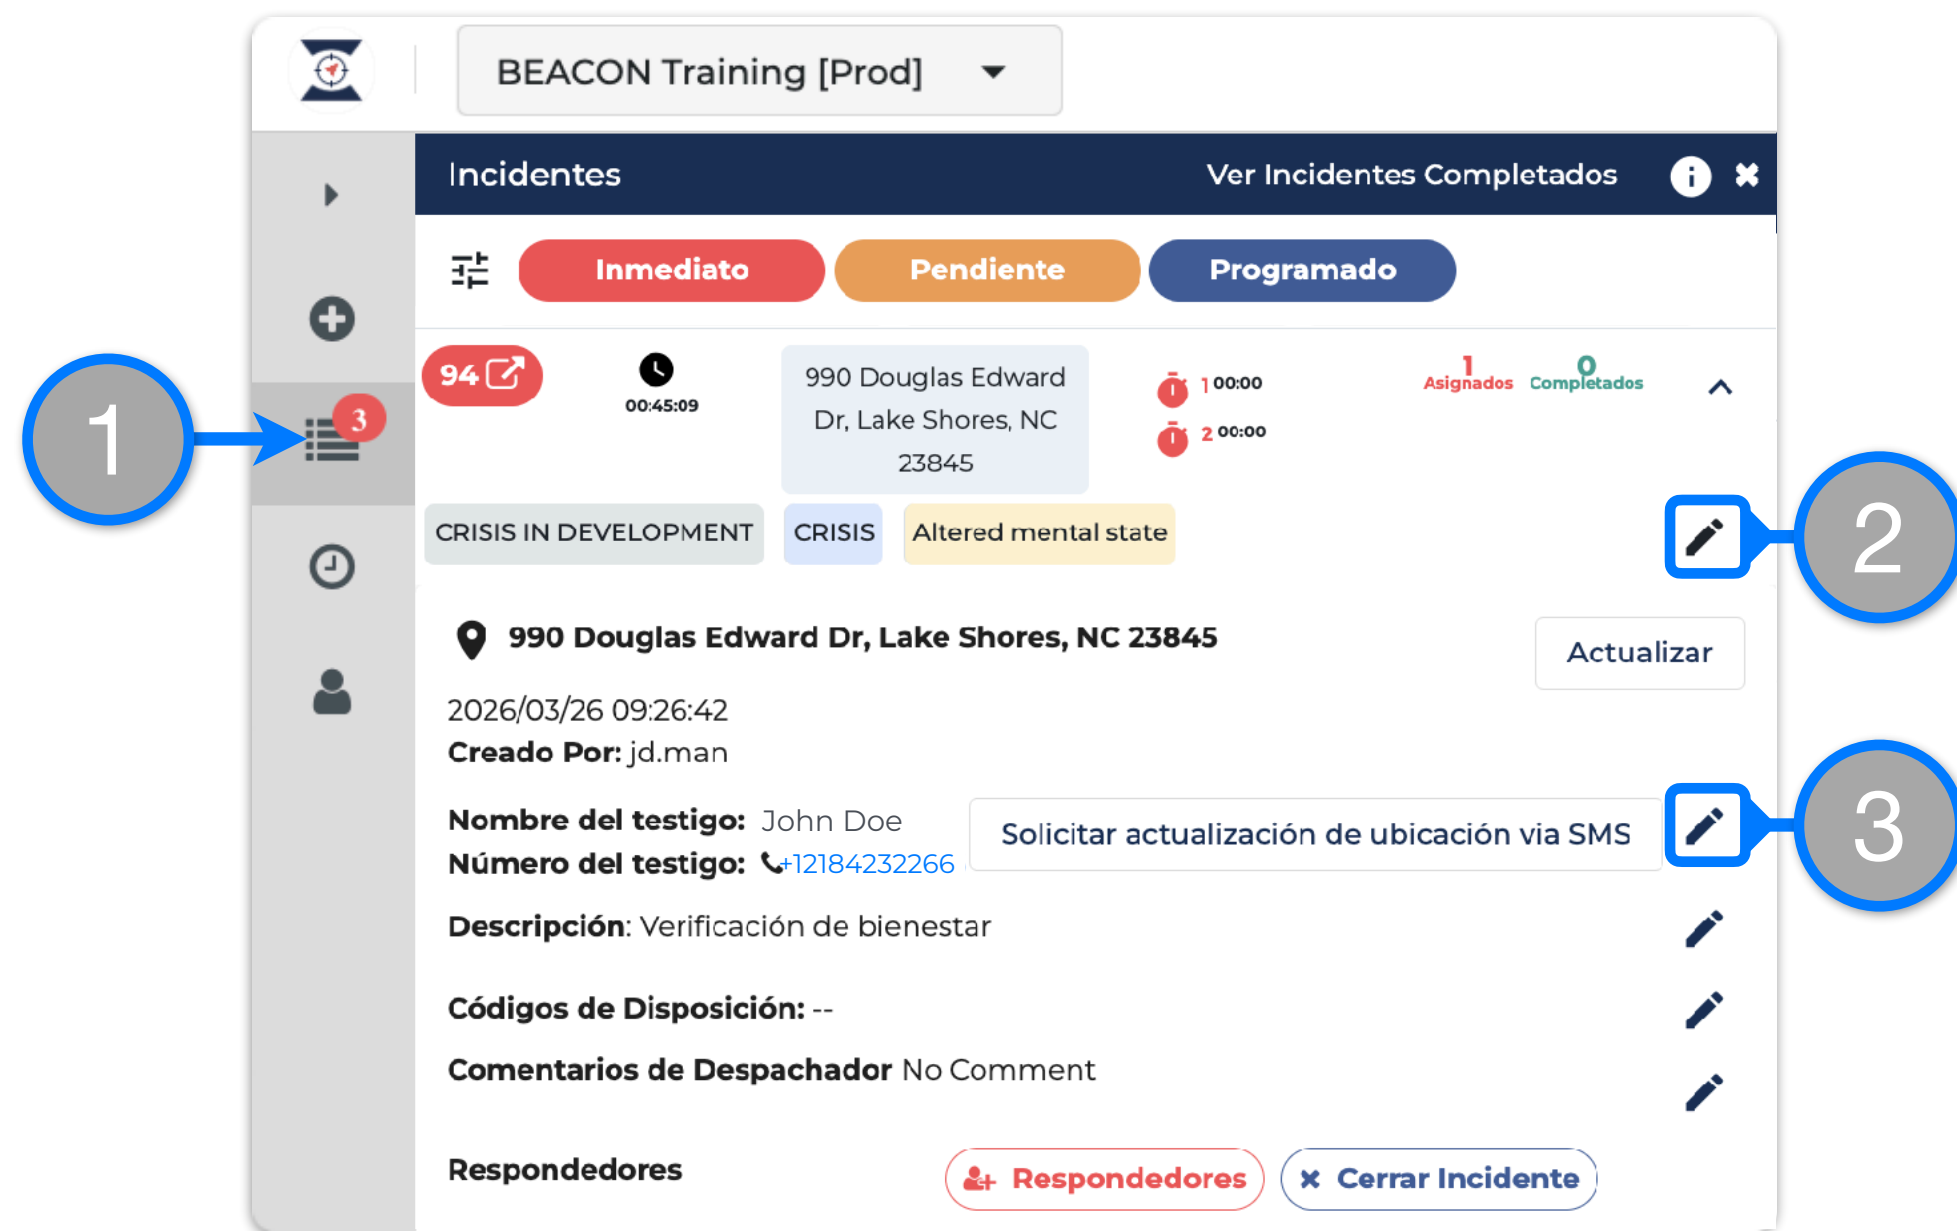 BEACON Training [Prod]
Incidentes
Ver Incidentes Completados
Inmediato
Pendiente
Programado
94
00:45:09
990 Douglas Edward
Dr, Lake Shores, NC
23845
1 00:00
2 00:00
1
Asignados
0
Completados
3
1
CRISIS IN DEVELOPMENT
CRISIS
Altered mental state
2
990 Douglas Edward Dr, Lake Shores, NC 23845
Actualizar
2026/03/26 09:26:42
Creado Por: jd.man
Nombre del testigo: John Doe
Número del testigo: +12184232266
Solicitar actualización de ubicación via SMS
3
Descripción: Verificación de bienestar
Códigos de Disposición: --
Comentarios de Despachador No Comment
Respondedores
Respondedores
Cerrar Incidente